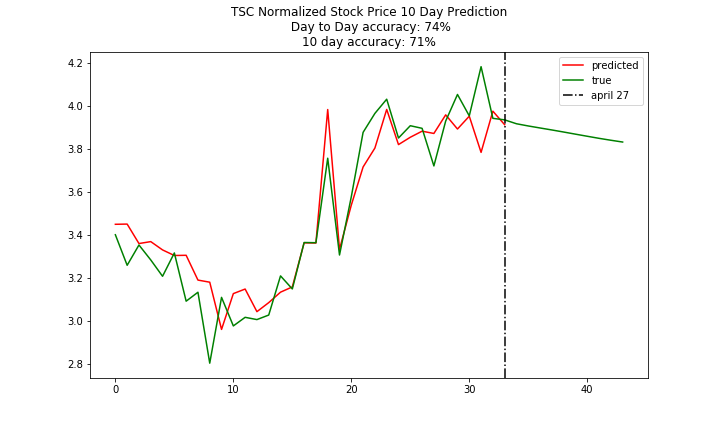 TSC Normalized Stock Price 10 Day Prediction
Day to Day accuracy: 74%
10 day accuracy: 71%
4.2
4.0
3.8
3.6
3.4
3.2
3.0
2.8
predicted
true
april 27
0
10
20
30
40